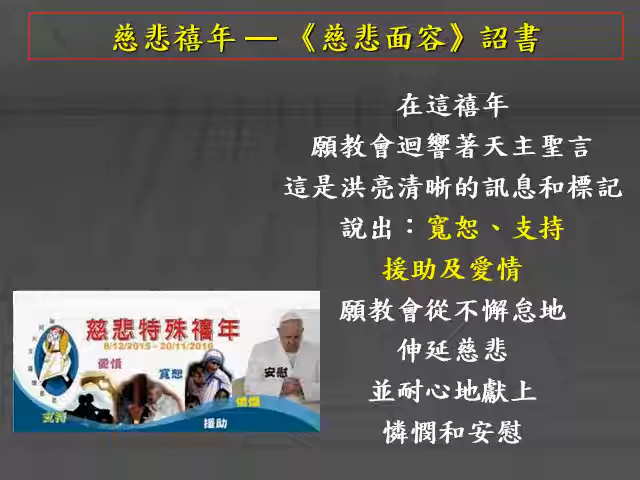 慈悲禧年 — 《慈悲面容》詔書
在這禧年
願教會迴響著天主聖言
這是洪亮清晰的訊息和標記
說出：寬恕、支持
援助及愛情
願教會從不懈怠地
伸延慈悲
並耐心地獻上
憐憫和安慰
慈悲特殊禧年
8/12/2015 - 20/11/2016
愛情
寬恕
安慰
憐憫
支持
援助